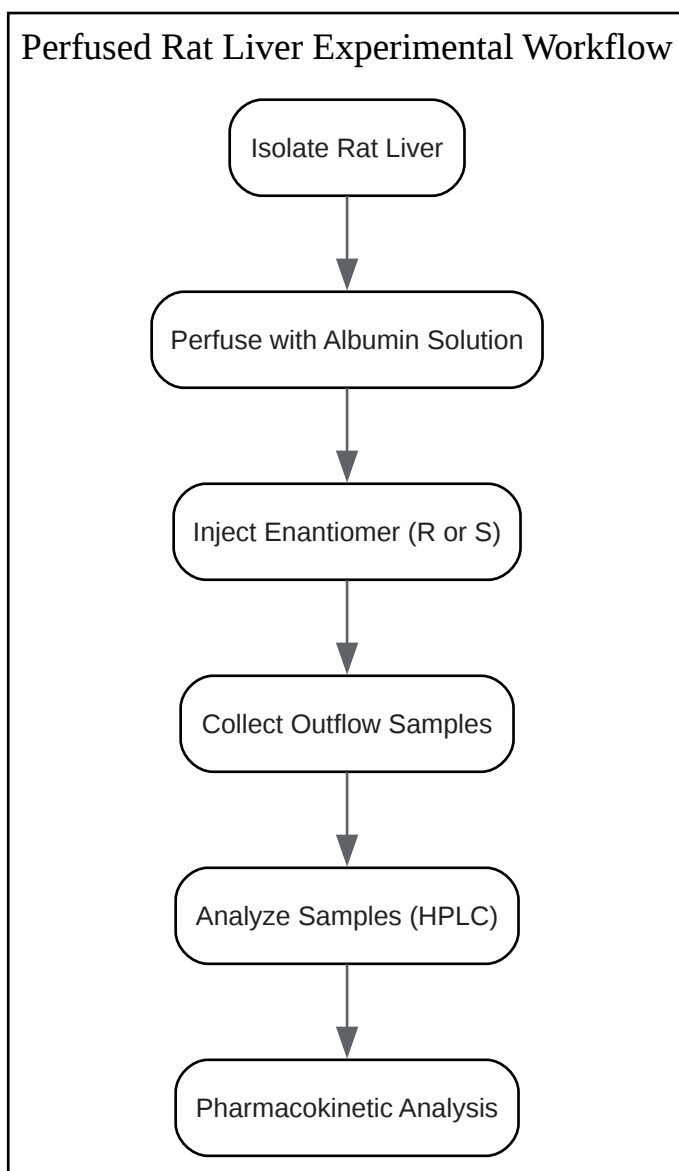 Perfused Rat Liver Experimental Workflow
Isolate Rat Liver
Perfuse with Albumin Solution
Inject Enantiomer (R or S)
Collect Outflow Samples
Analyze Samples (HPLC)
Pharmacokinetic Analysis